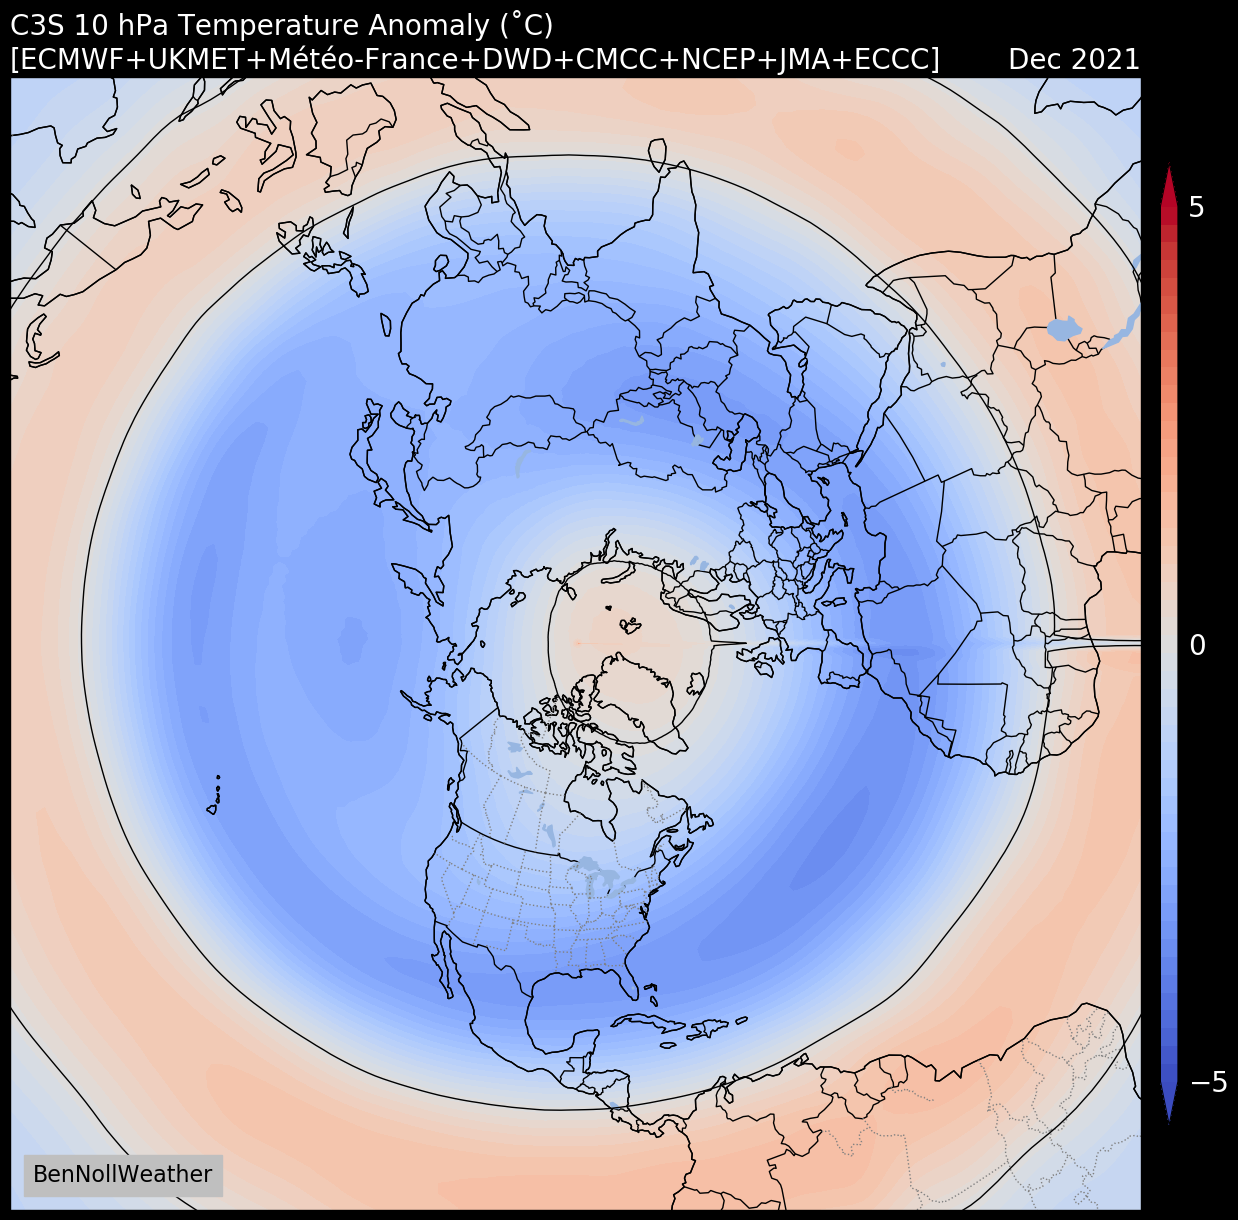 C3S 10 hPa Temperature Anomaly (˚C)
[ECMWF+UKMET+Météo-France+DWD+CMCC+NCEP+JMA+ECCC] Dec 2021
5
0
−5
BenNollWeather